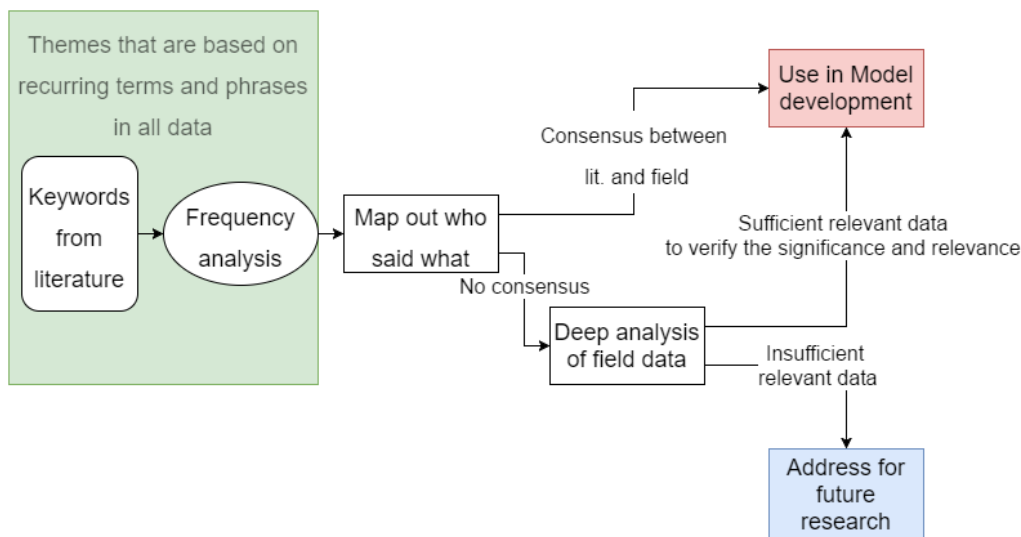 Themes that are based on
recurring terms and phrases
in all data
Keywords
from
literature
Frequency
analysis
Map out who
said what
Consensus between
lit. and field
No consensus
Use in Model
development
Deep analysis
of field data
Sufficient relevant data
to verify the significance and relevance
Insufficient
relevant data
Address for
future
research